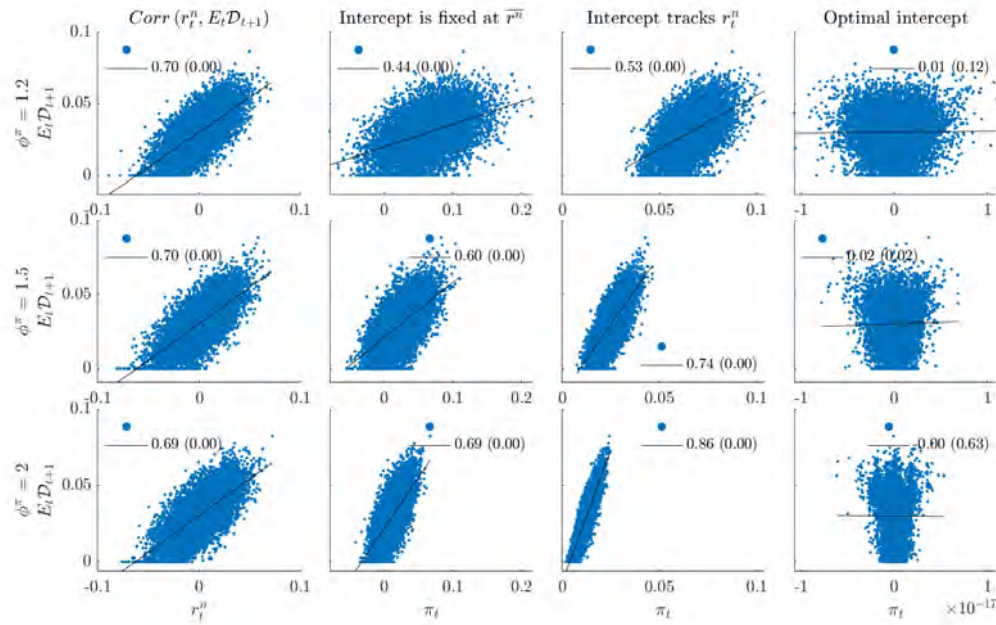 Corr (r_t^n, E_t𝒟_{t+1})
Intercept is fixed at \overline{r^n}
Intercept tracks r_t^n
Optimal intercept
ϕ^π = 1.2
E_t𝒟_{t+1}
0.1
0.05
0
0.70 (0.00)
0.44 (0.00)
0.53 (0.00)
0.01 (0.12)
-0.1 0 0.1
0 0.1 0.2
0 0.05 0.1
-1 0 1
ϕ^π = 1.5
E_t𝒟_{t+1}
0.1
0.05
0
0.70 (0.00)
0.60 (0.00)
0.74 (0.00)
0.02 (0.02)
-0.1 0 0.1
0 0.1 0.2
0 0.05 0.1
-1 0 1
ϕ^π = 2
E_t𝒟_{t+1}
0.1
0.05
0
0.69 (0.00)
0.69 (0.00)
0.86 (0.00)
0.00 (0.63)
-0.1 0 0.1
0 0.1 0.2
0 0.05 0.1
-1 0 1
r_t^n
π_t
π_t
π_t
×10^{-17}